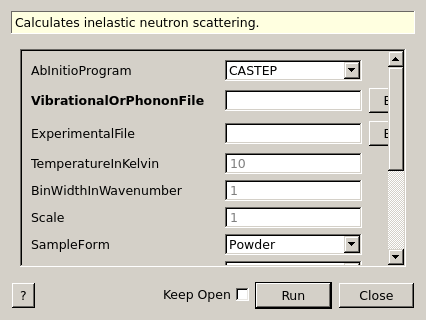 Calculates inelastic neutron scattering.
AbInitioProgram CASTEP
VibrationalOrPhononFile
ExperimentalFile
TemperatureInKelvin 10
BinWidthInWavenumber 1
Scale 1
SampleForm Powder
? Keep Open Run Close